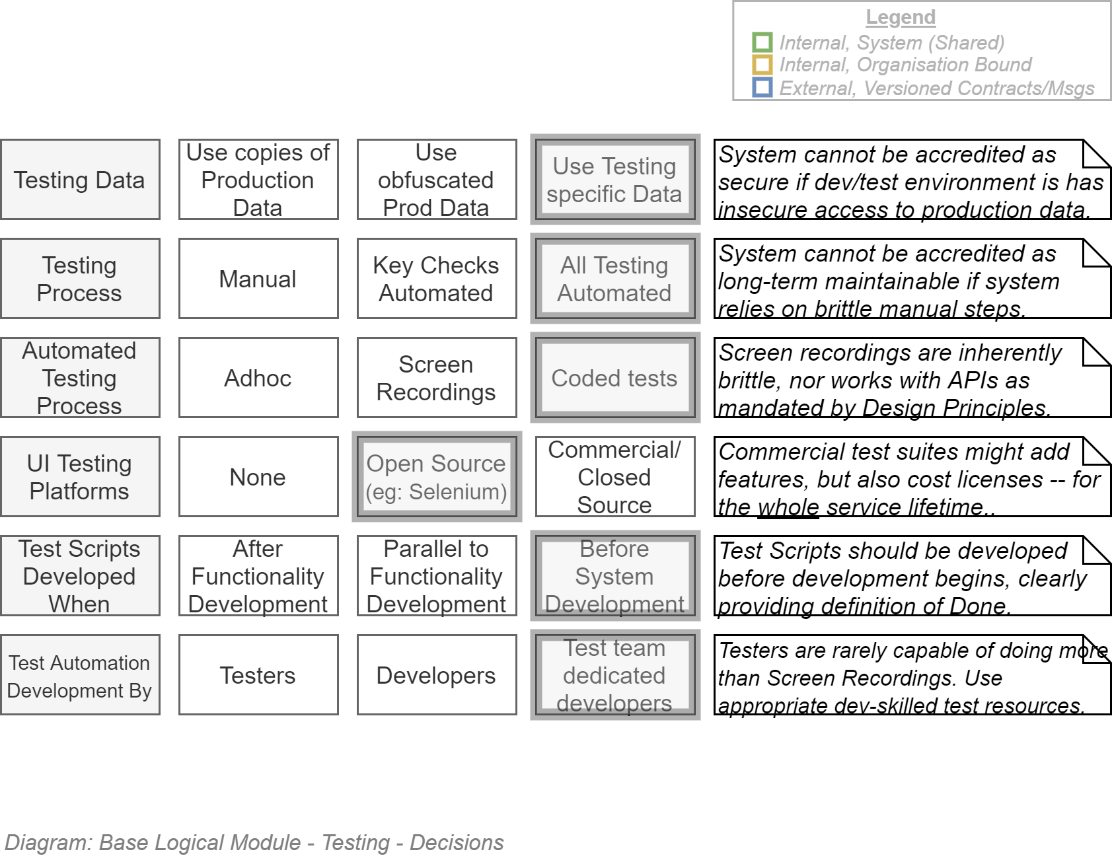 Legend
Internal, System (Shared)
Internal, Organisation Bound
External, Versioned Contracts/Msgs
Testing Data
Use copies of
Production
Data
Use
obfuscated
Prod Data
Use Testing
specific Data
System cannot be accredited as
secure if dev/test environment is has
insecure access to production data.
Testing
Process
Manual
Key Checks
Automated
All Testing
Automated
System cannot be accredited as
long-term maintainable if system
relies on brittle manual steps.
Automated
Testing
Process
Adhoc
Screen
Recordings
Coded tests
Screen recordings are inherently
brittle, nor works with APIs as
mandated by Design Principles.
UI Testing
Platforms
None
Open Source
(eg: Selenium)
Commercial/
Closed
Source
Commercial test suites might add
features, but also cost licenses -- for
the whole service lifetime..
Test Scripts
Developed
When
After
Functionality
Development
Parallel to
Functionality
Development
Before
System
Development
Test Scripts should be developed
before development begins, clearly
providing definition of Done.
Test Automation
Development By
Testers
Developers
Test team
dedicated
developers
Testers are rarely capable of doing more
than Screen Recordings. Use
appropriate dev-skilled test resources.
Diagram: Base Logical Module - Testing - Decisions